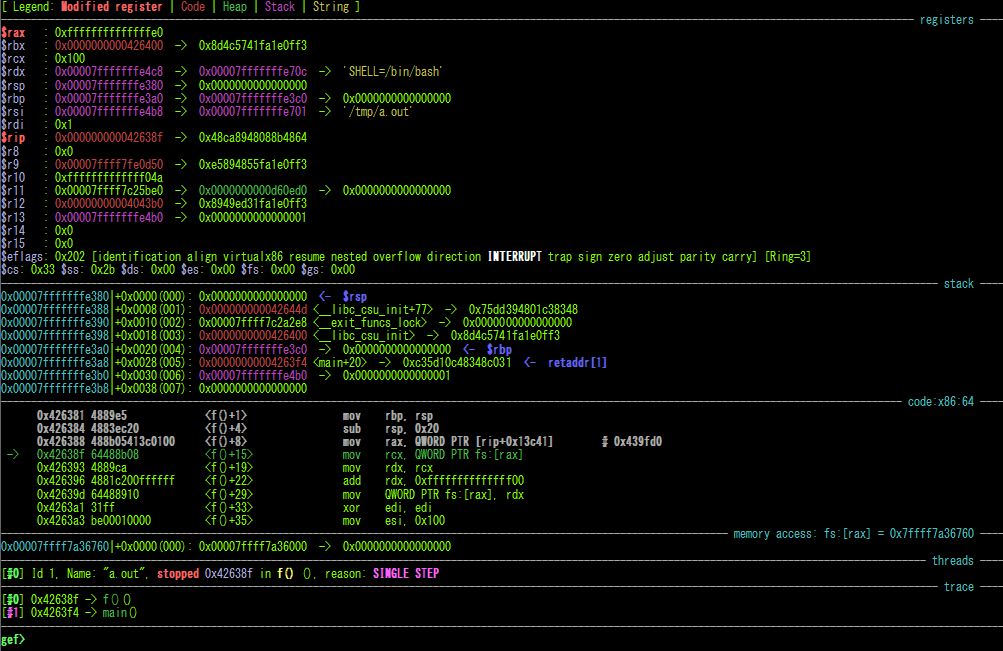 [ Legend: Modified register | Code | Heap | Stack | String ]
registers
$rax   : 0xffffffffffffffe0
$rbx   : 0x0000000000426400  ->  0x8d4c5741fa1e0ff3
$rcx   : 0x100
$rdx   : 0x00007fffffffe4c8  ->  0x00007fffffffe70c  ->  'SHELL=/bin/bash'
$rsp   : 0x00007fffffffe380  ->  0x0000000000000000
$rbp   : 0x00007fffffffe3a0  ->  0x00007fffffffe3c0  ->  0x0000000000000000
$rsi   : 0x00007fffffffe4b8  ->  0x00007fffffffe701  ->  '/tmp/a.out'
$rdi   : 0x1
$rip   : 0x000000000042638f  ->  0x48ca8948088b4864
$r8    : 0x0
$r9    : 0x00007ffff7fe0d50  ->  0xe5894855fa1e0ff3
$r10   : 0xfffffffffffff04a
$r11   : 0x00007ffff7c25be0  ->  0x0000000000d60ed0  ->  0x0000000000000000
$r12   : 0x00000000004043b0  ->  0x8949ed31fa1e0ff3
$r13   : 0x00007fffffffe4b0  ->  0x0000000000000001
$r14   : 0x0
$r15   : 0x0
$eflags: 0x202 [identification align virtualx86 resume nested overflow direction INTERRUPT trap sign zero adjust parity carry] [Ring=3]
$cs: 0x33 $ss: 0x2b $ds: 0x00 $es: 0x00 $fs: 0x00 $gs: 0x00
stack
0x00007fffffffe380|+0x0000(000): 0x0000000000000000  <-  $rsp
0x00007fffffffe388|+0x0008(001): 0x000000000042644d <__libc_csu_init+77>  ->  0x75dd394801c38348
0x00007fffffffe390|+0x0010(002): 0x00007ffff7c2a2e8 <__exit_funcs_lock>  ->  0x0000000000000000
0x00007fffffffe398|+0x0018(003): 0x0000000000426400 <__libc_csu_init>  ->  0x8d4c5741fa1e0ff3
0x00007fffffffe3a0|+0x0020(004): 0x00007fffffffe3c0  ->  0x0000000000000000  <-  $rbp
0x00007fffffffe3a8|+0x0028(005): 0x00000000004263f4 <main+20>  ->  0xc35d10c48348c031  <-  retaddr[1]
0x00007fffffffe3b0|+0x0030(006): 0x00007fffffffe4b0  ->  0x0000000000000001
0x00007fffffffe3b8|+0x0038(007): 0x0000000000000000
code:x86:64
0x426381 4889e5            <f()+1>          mov    rbp, rsp
0x426384 4883ec20          <f()+4>          sub    rsp, 0x20
0x426388 488b05413c0100    <f()+8>          mov    rax, QWORD PTR [rip+0x13c41]        # 0x439fd0
->   0x42638f 64488b08          <f()+15>         mov    rcx, QWORD PTR fs:[rax]
0x426393 4889ca            <f()+19>         mov    rdx, rcx
0x426396 4881c200ffffff    <f()+22>         add    rdx, 0xffffffffffffff00
0x42639d 64488910          <f()+29>         mov    QWORD PTR fs:[rax], rdx
0x4263a1 31ff              <f()+33>         xor    edi, edi
0x4263a3 be00010000        <f()+35>         mov    esi, 0x100
memory access: fs:[rax] = 0x7ffff7a36760
0x00007ffff7a36760|+0x0000(000): 0x00007ffff7a36000  ->  0x0000000000000000
threads
[#0] Id 1, Name: "a.out", stopped 0x42638f in f() (), reason: SINGLE STEP
trace
[#0] 0x42638f -> f()()
[#1] 0x4263f4 -> main()
gef>